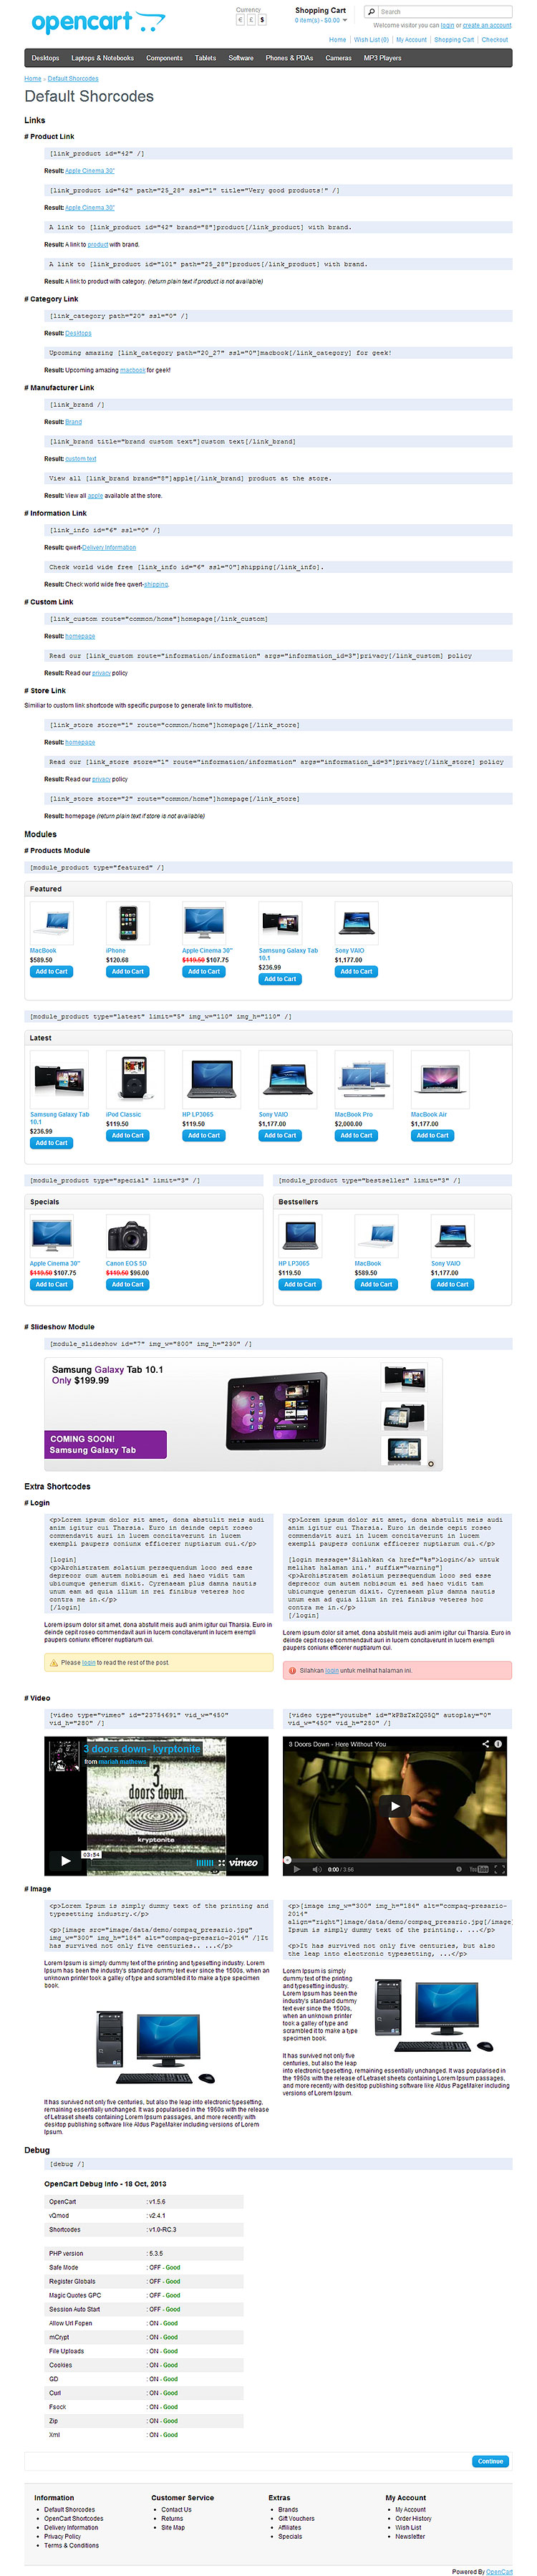 opencart
Currency
€ £ $
Shopping Cart
0 item(s) - $0.00
Search
Welcome visitor you can login or create an account
Home Wish List (0) My Account Shopping Cart Checkout
Desktops Laptops & Notebooks Components Tablets Software Phones & PDAs Cameras MP3 Players
Home » Default Shorcodes
Default Shorcodes
Links
# Product Link
[link_product id="42" /]
Result: Apple Cinema 30"
[link_product id="42" path="25_28" ssl="1" title="Very good products!" /]
Result: Apple Cinema 30"
A link to [link_product id="42" brand="8"]product[/link_product] with brand.
Result: A link to product with brand.
A link to [link_product id="101" path="25_28"]product[/link_product] with brand.
Result: A link to product with category. (return plain text if product is not available)
# Category Link
[link_category path="20" ssl="0" /]
Result: Desktops
Upcoming amazing [link_category path="20_27" ssl="0"]macbook[/link_category] for geek!
Result: Upcoming amazing macbook for geek!
# Manufacturer Link
[link_brand /]
Result: Brand
[link_brand title="brand custom text"]custom text[/link_brand]
Result: custom text
View all [link_brand brand="8"]apple[/link_brand] product at the store.
Result: View all apple available at the store.
# Information Link
[link_info id="6" ssl="0" /]
Result: qwert-Delivery Information
Check world wide free [link_info id="6" ssl="0"]shipping[/link_info].
Result: Check world wide free qwert-shipping.
# Custom Link
[link_custom route="common/home"]homepage[/link_custom]
Result: homepage
Read our [link_custom route="information/information" args="information_id=3"]privacy[/link_custom] policy
Result: Read our privacy policy
# Store Link
Similiar to custom link shortcode with specific purpose to generate link to multistore.
[link_store store="1" route="common/home"]homepage[/link_store]
Result: homepage
Read our [link_store store="1" route="information/information" args="information_id=3"]privacy[/link_store] policy
Result: Read our privacy policy
[link_store store="2" route="common/home"]homepage[/link_store]
Result: homepage (return plain text if store is not available)
Modules
# Products Module
[module_product type="featured" /]
Featured
MacBook
$589.50
Add to Cart
iPhone
$120.68
Add to Cart
Apple Cinema 30"
$119.50 $107.75
Add to Cart
Samsung Galaxy Tab
10.1
$236.99
Add to Cart
Sony VAIO
$1,177.00
Add to Cart
[module_product type="latest" limit="5" img_w="110" img_h="110" /]
Latest
Samsung Galaxy Tab
10.1
$236.99
Add to Cart
iPod Classic
$119.50
Add to Cart
HP LP3065
$119.50
Add to Cart
Sony VAIO
$1,177.00
Add to Cart
MacBook Pro
$2,000.00
Add to Cart
MacBook Air
$1,177.00
Add to Cart
[module_product type="special" limit="3" /]
Specials
Apple Cinema 30"
$119.50 $107.75
Add to Cart
Canon EOS 5D
$119.50 $96.00
Add to Cart
[module_product type="bestseller" limit="3" /]
Bestsellers
HP LP3065
$119.50
Add to Cart
MacBook
$589.50
Add to Cart
Sony VAIO
$1,177.00
Add to Cart
# Slideshow Module
[module_slideshow id="7" img_w="800" img_h="230" /]
Samsung Galaxy Tab 10.1
Only $199.99
COMING SOON!
Samsung Galaxy Tab
Extra Shortcodes
# Login
<p>Lorem ipsum dolor sit amet, dona abstulit meis audi
anim igitur cui Tharsia. Euro in deinde cepit roseo
commendavit auri in lucem concitaverunt in lucem
exempli paupers coniunx efficerer nuptiarum cui.</p>
[login]
<p>Archistratem solatium persequendum loco sed esse
deprecor cum autem nobiscum ei sed haeo vidit tam
ubicumque generum dixit. Cyrenaeam plus damna nautis
unum eam ad quia illum in rei finibus veteres hoc
contra me in.</p>
[/login]
Lorem ipsum dolor sit amet, dona abstulit meis audi anim igitur cui Tharsia. Euro in
deinde cepit roseo commendavit auri in lucem concitaverunt in lucem exempli
paupers coniunx efficerer nuptiarum cui.
Please login to read the rest of the post.
<p>Lorem ipsum dolor sit amet, dona abstulit meis audi
anim igitur cui Tharsia. Euro in deinde cepit roseo
commendavit auri in lucem concitaverunt in lucem
exempli paupers coniunx efficerer nuptiarum cui.</p>
[login message='Silahkan <a href="%s">login</a> untuk
melihat halaman ini.' suffix="warning"]
<p>Archistratem solatium persequendum loco sed esse
deprecor cum autem nobiscum ei sed haeo vidit tam
ubicumque generum dixit. Cyrenaeam plus damna nautis
unum eam ad quia illum in rei finibus veteres hoc
contra me in.</p>
[/login]
Lorem ipsum dolor sit amet, dona abstulit meis audi anim igitur cui Tharsia. Euro in
deinde cepit roseo commendavit auri in lucem concitaverunt in lucem exempli
paupers coniunx efficerer nuptiarum cui.
Silahkan login untuk melihat halaman ini.
# Video
[video type="vimeo" id="23754691" vid_w="450"
vid_h="280" /]
3 doors down- kyrptonite
from mariah mathews
3
doors down.
kryptonite
03:54
vimeo
[video type="youtube" id="kPBzTxZQG5Q" autoplay="0"
vid_w="450" vid_h="280" /]
3 Doors Down - Here Without You
0:00 / 3:56
YouTube
# Image
<p>Lorem Ipsum is simply dummy text of the printing and
typesetting industry.</p>
<p>[image src="image/data/demo/compaq_presario.jpg"
img_w="300" img_h="184" alt="compaq-presario-2014" /]It
has survived not only five centuries.. ...</p>
Lorem Ipsum is simply dummy text of the printing and typesetting industry. Lorem
Ipsum has been the industry's standard dummy text ever since the 1500s, when an
unknown printer took a galley of type and scrambled it to make a type specimen
book.
It has survived not only five centuries, but also the leap into electronic typesetting,
remaining essentially unchanged. It was popularised in the 1960s with the release
of Letraset sheets containing Lorem Ipsum passages, and more recently with
desktop publishing software like Aldus PageMaker including versions of Lorem
Ipsum.
<p>[image img_w="300" img_h="184" alt="compaq-presario-
2014"
align="right"]image/data/demo/compaq_presario.jpg[/image]
Ipsum is simply dummy text of the printing.. ...</p>
<p>It has survived not only five centuries, but also
the leap into electronic typesetting, ...</p>
Lorem Ipsum is simply
dummy text of the printing
and typesetting industry.
Lorem Ipsum has been the
industry's standard dummy
text ever since the 1500s,
when an unknown printer
took a galley of type and
scrambled it to make a type
specimen book.
It has survived not only five
centuries, but also the leap
into electronic typesetting, remaining essentially unchanged. It was popularised in
the 1960s with the release of Letraset sheets containing Lorem Ipsum passages,
and more recently with desktop publishing software like Aldus PageMaker including
versions of Lorem Ipsum.
Debug
[debug /]
OpenCart Debug Info - 18 Oct, 2013
OpenCart : v1.5.6
vQmod : v2.4.1
Shortcodes : v1.0-RC.3
PHP version : 5.3.5
Safe Mode : OFF - Good
Register Globals : OFF - Good
Magic Quotes GPC : OFF - Good
Session Auto Start : OFF - Good
Allow Url Fopen : ON - Good
mCrypt : ON - Good
File Uploads : ON - Good
Cookies : ON - Good
GD : ON - Good
Curl : ON - Good
Fsock : ON - Good
Zip : ON - Good
Xml : ON - Good
Continue
Information
Default Shorcodes
OpenCart Shortcodes
Delivery Information
Privacy Policy
Terms & Conditions
Customer Service
Contact Us
Returns
Site Map
Extras
Brands
Gift Vouchers
Affiliates
Specials
My Account
My Account
Order History
Wish List
Newsletter
Powered By OpenCart